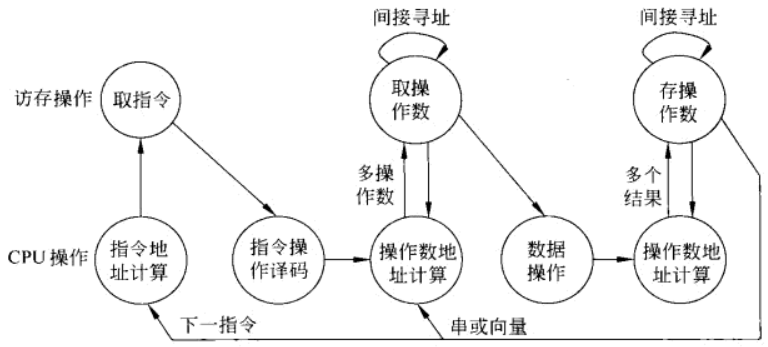 间接寻址
间接寻址
访存操作
取指令
取操
作数
存操
作数
多操
作数
多个
结果
CPU 操作
指令地
址计算
指令操
作译码
操作数地
址计算
数据
操作
操作数地
址计算
下一指令
串或向量